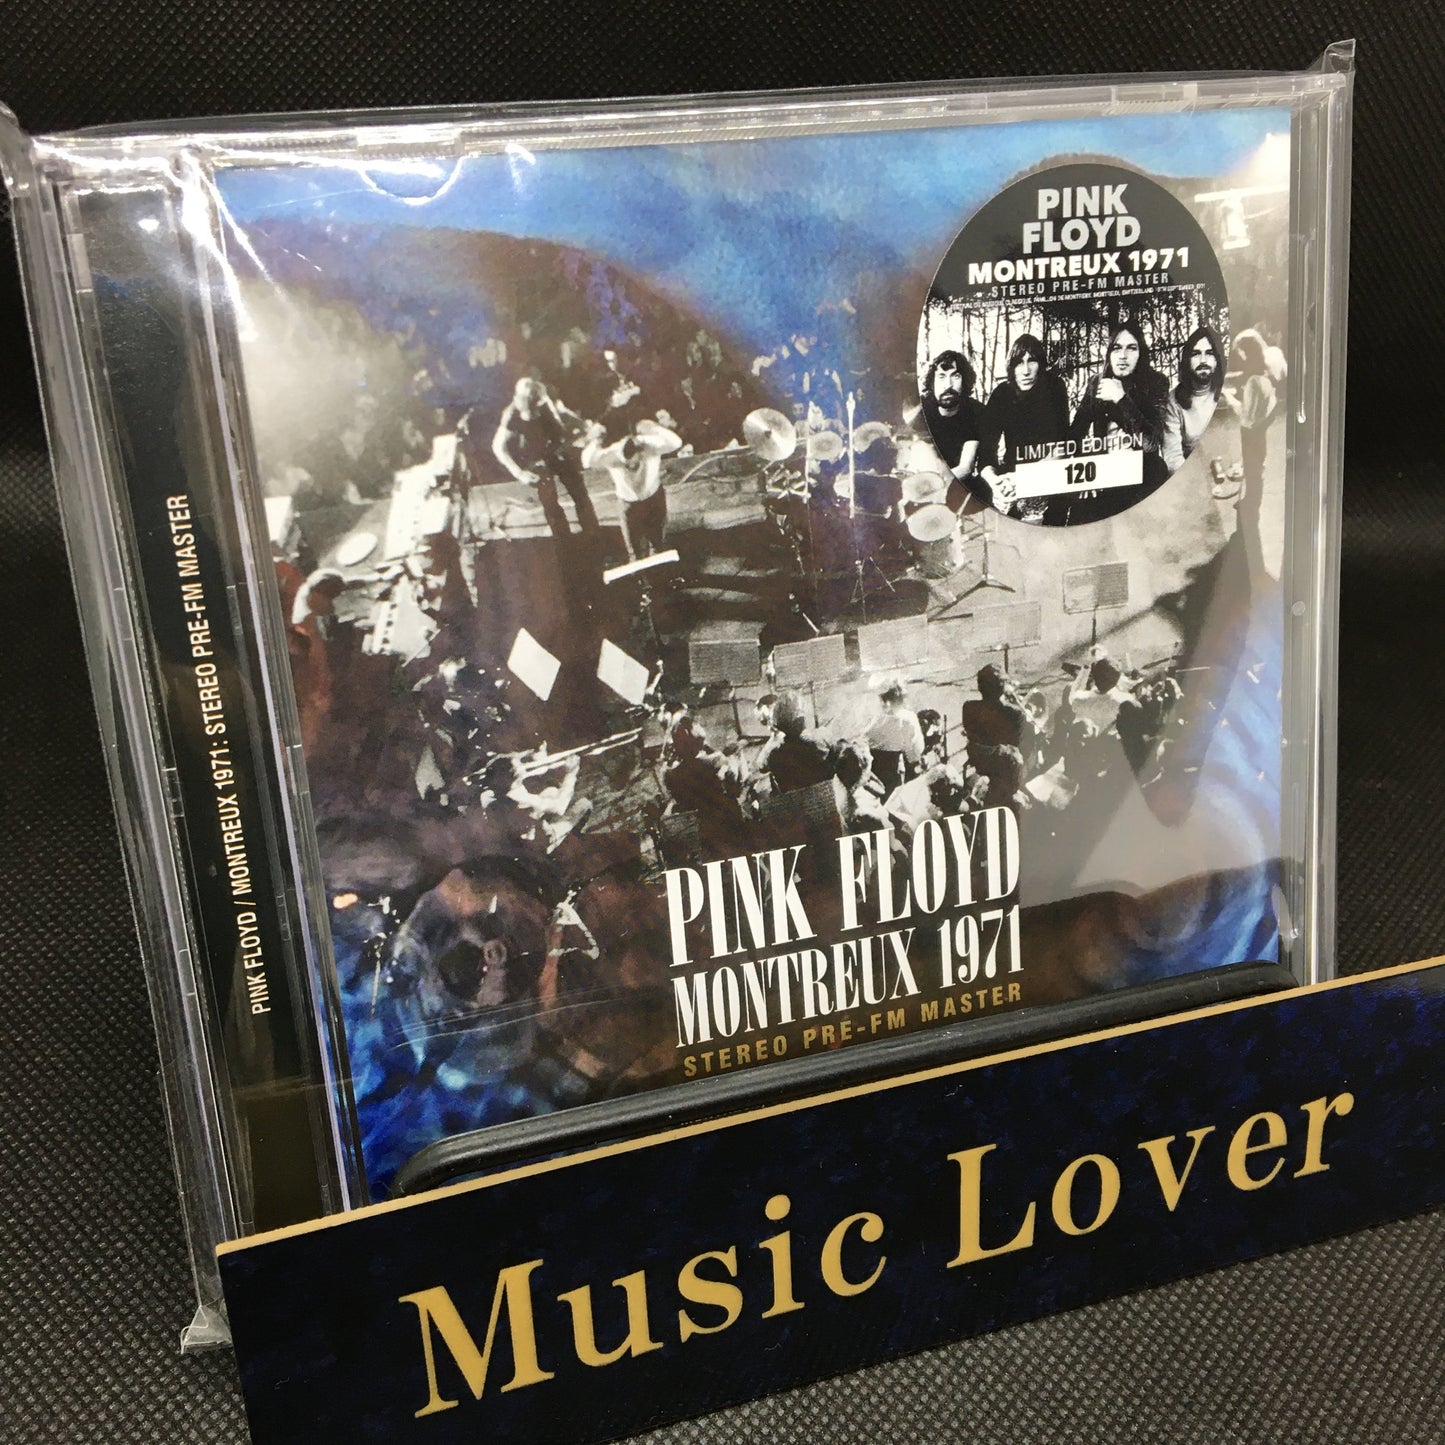 PINK FLOYD / MONTREUX 1971: STEREO PRE-FM MASTER
PINK
FLOYD
MONTREUX 1971
STEREO PRE-FM MASTER
LIMITED EDITION
120
PINK FLOYD
MONTREUX 1971
STEREO PRE-FM MASTER
Music Lover